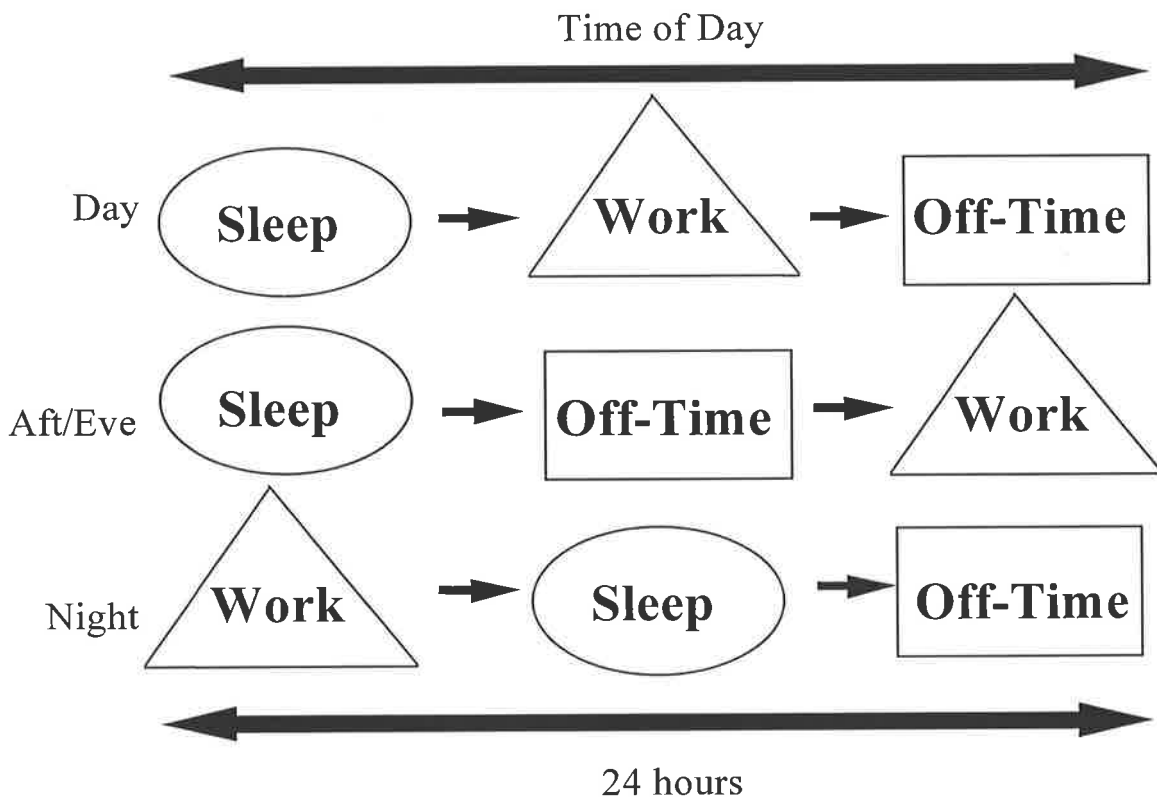 Time of Day
Day
Sleep
Work
Off-Time
Aft/Eve
Sleep
Off-Time
Work
Night
Work
Sleep
Off-Time
24 hours